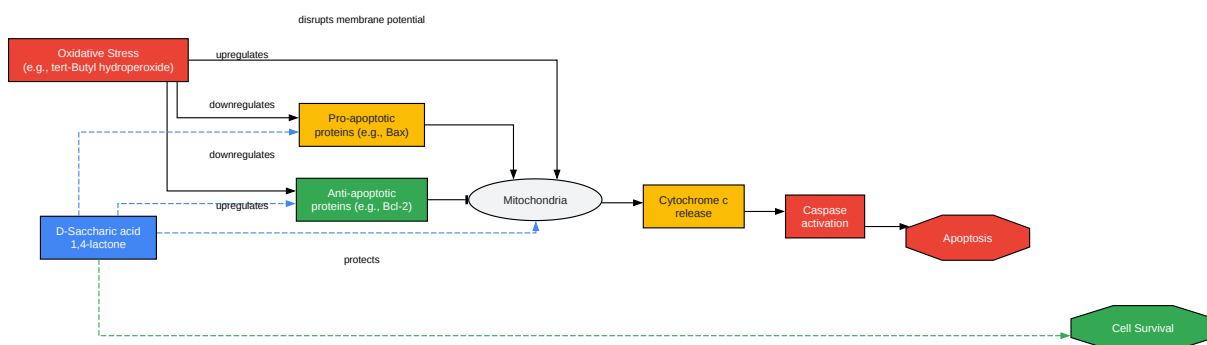 disrupts membrane potential
Oxidative Stress
(e.g., tert-Butyl hydroperoxide)
upregulates
downregulates
Pro-apoptotic
proteins (e.g., Bax)
downregulates
Anti-apoptotic
proteins (e.g., Bcl-2)
upregulates
Mitochondria
Cytochrome c
release
Caspase
activation
Apoptosis
D-Saccharic acid
1,4-lactone
protects
Cell Survival